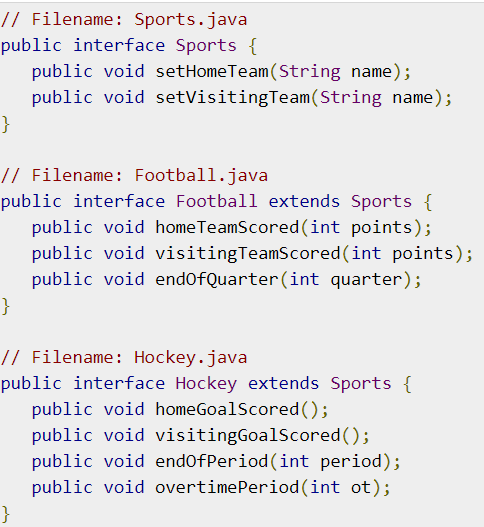 // Filename: Sports.java
public interface Sports {
   public void setHomeTeam(String name);
   public void setVisitingTeam(String name);
}

// Filename: Football.java
public interface Football extends Sports {
   public void homeTeamScored(int points);
   public void visitingTeamScored(int points);
   public void endOfQuarter(int quarter);
}

// Filename: Hockey.java
public interface Hockey extends Sports {
   public void homeGoalScored();
   public void visitingGoalScored();
   public void endOfPeriod(int period);
   public void overtimePeriod(int ot);
}